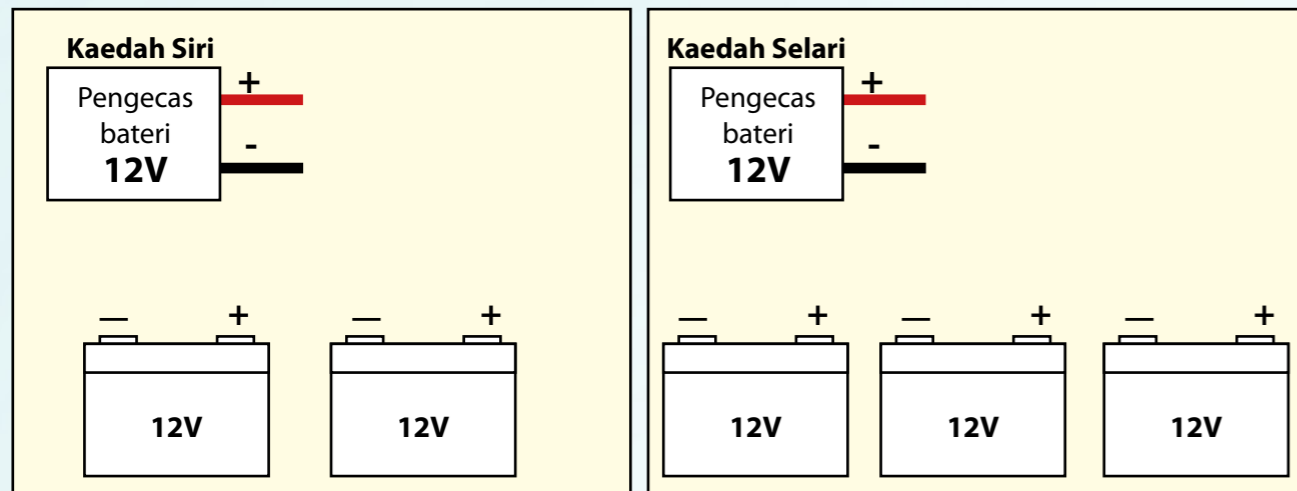 Kaedah Siri
Pengecas
bateri
12V
+
-
— + — +
12V 12V
Kaedah Selari
Pengecas
bateri
12V
+
-
— + — + — +
12V 12V 12V